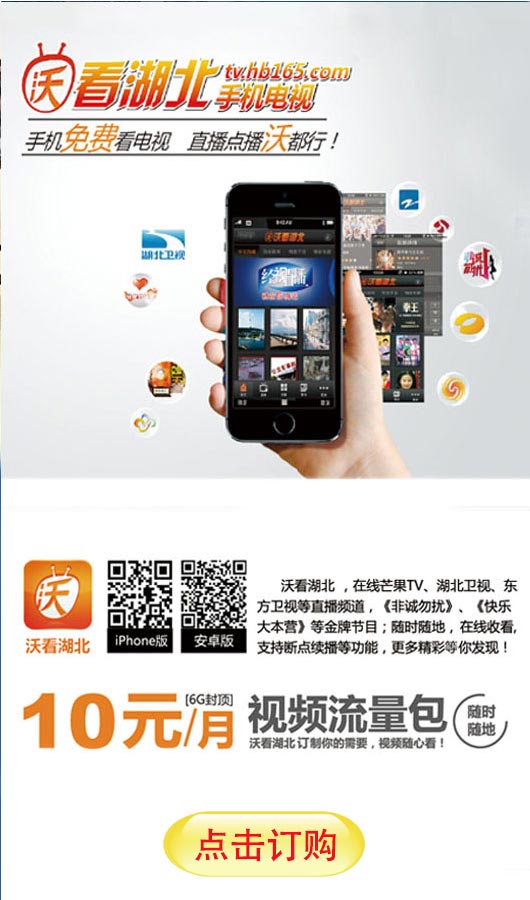 沃
看湖北
tv.hb165.com
手机电视
手机免费看电视 直播点播沃都行！
湖北卫视
9:42 AM
沃看湖北
沃
沃看湖北
iPhone版
安卓版
沃看湖北 ，在线芒果TV、湖北卫视、东
方卫视等直播频道，《非诚勿扰》、《快乐
大本营》等金牌节目；随时随地，在线收看，
支持断点续播等功能，更多精彩等你发现！
10元/月
[6G封顶]
视频流量包
沃看湖北 订制你的需要，视频随心看！
随时
随地
点击订购